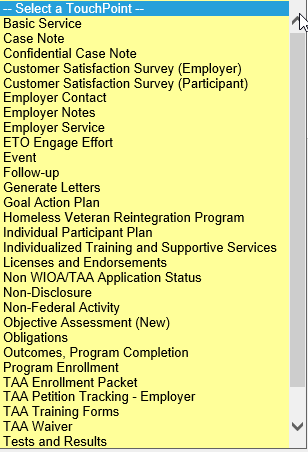 -- Select a TouchPoint --
Basic Service
Case Note
Confidential Case Note
Customer Satisfaction Survey (Employer)
Customer Satisfaction Survey (Participant)
Employer Contact
Employer Notes
Employer Service
ETO Engage Effort
Event
Follow-up
Generate Letters
Goal Action Plan
Homeless Veteran Reintegration Program
Individual Participant Plan
Individualized Training and Supportive Services
Licenses and Endorsements
Non WIOA/TAA Application Status
Non-Disclosure
Non-Federal Activity
Objective Assessment (New)
Obligations
Outcomes, Program Completion
Program Enrollment
TAA Enrollment Packet
TAA Petition Tracking - Employer
TAA Training Forms
TAA Waiver
Tests and Results